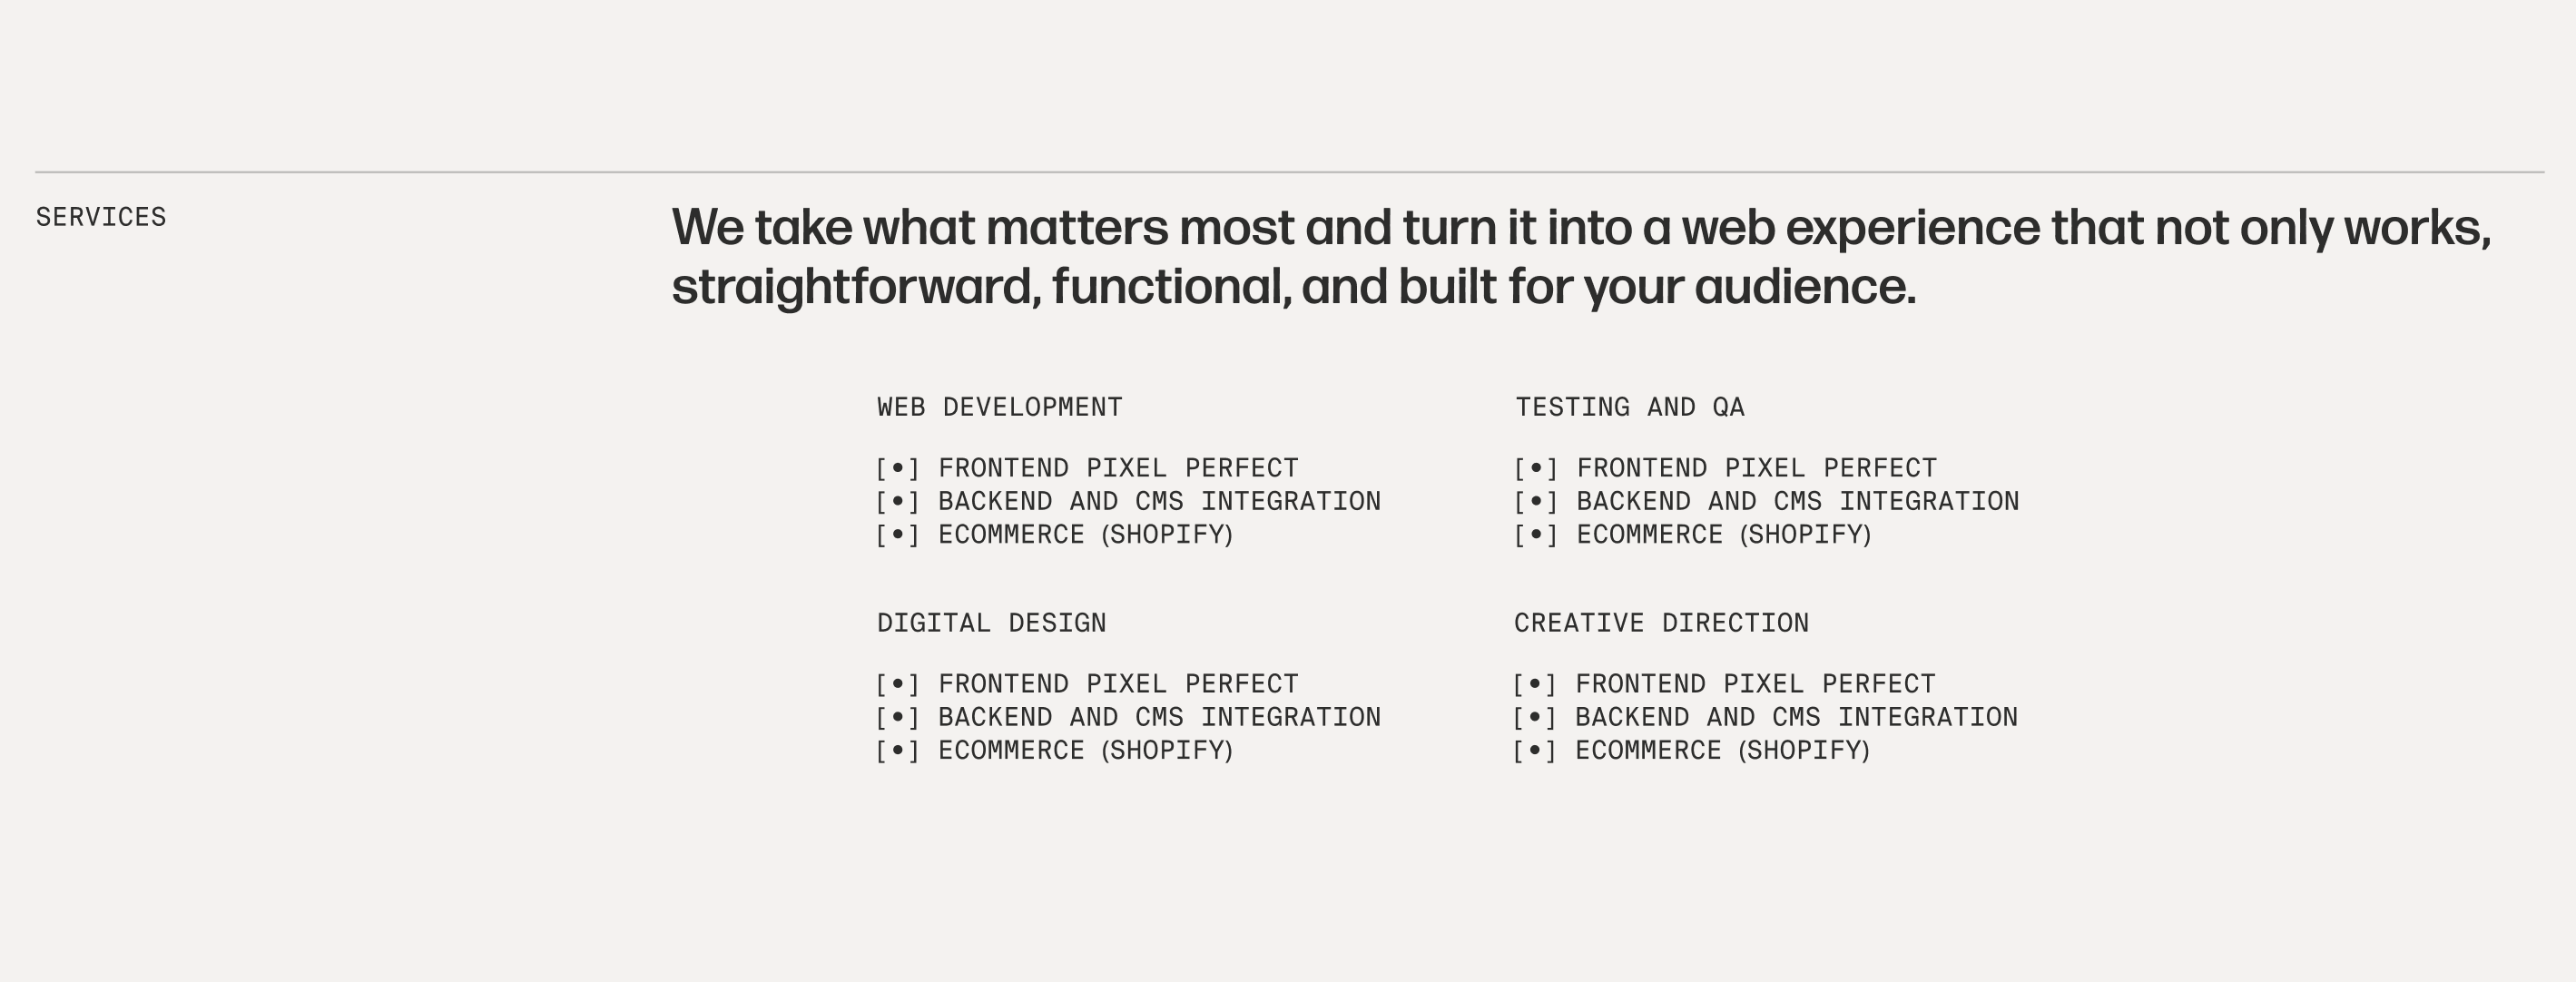 SERVICES
We take what matters most and turn it into a web experience that not only works,
straightforward, functional, and built for your audience.
WEB DEVELOPMENT
[•] FRONTEND PIXEL PERFECT
[•] BACKEND AND CMS INTEGRATION
[•] ECOMMERCE (SHOPIFY)
TESTING AND QA
[•] FRONTEND PIXEL PERFECT
[•] BACKEND AND CMS INTEGRATION
[•] ECOMMERCE (SHOPIFY)
DIGITAL DESIGN
[•] FRONTEND PIXEL PERFECT
[•] BACKEND AND CMS INTEGRATION
[•] ECOMMERCE (SHOPIFY)
CREATIVE DIRECTION
[•] FRONTEND PIXEL PERFECT
[•] BACKEND AND CMS INTEGRATION
[•] ECOMMERCE (SHOPIFY)